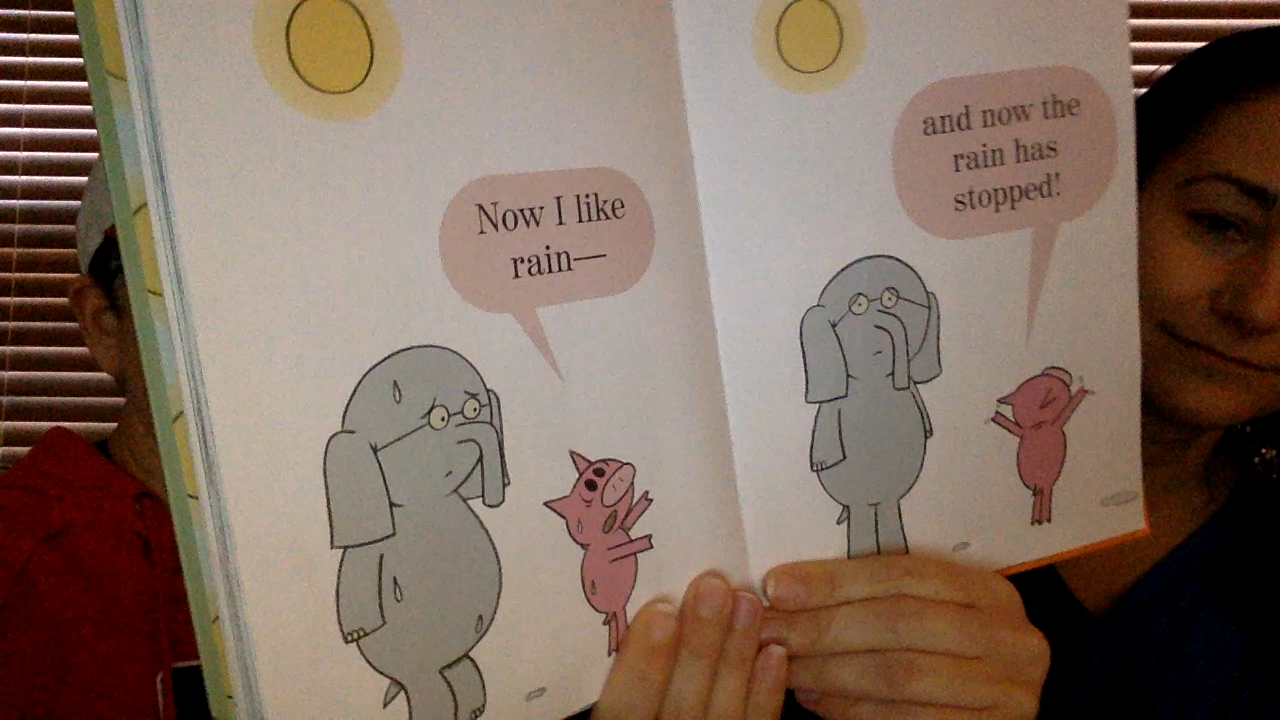 Now I like
rain—
and now the
rain has
stopped!